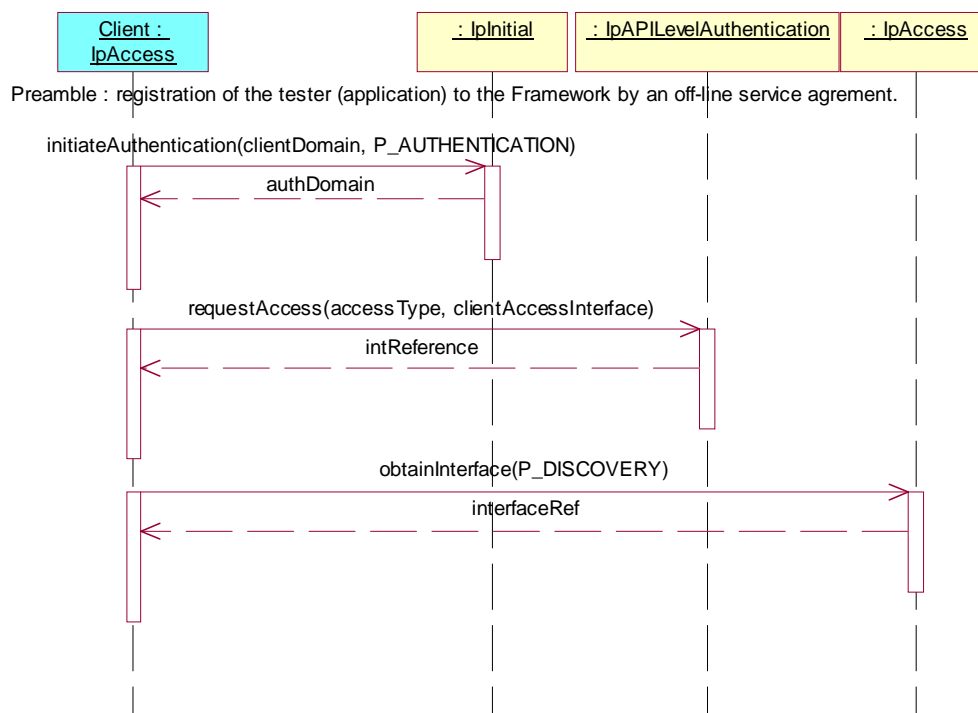 Client :
IpAccess
: IpInitial
: IpAPILevelAuthentication
: IpAccess
Preamble : registration of the tester (application) to the Framework by an off-line service agrement.
initiateAuthentication(clientDomain, P_AUTHENTICATION)
authDomain
requestAccess(accessType, clientAccessInterface)
intReference
obtainInterface(P_DISCOVERY)
interfaceRef